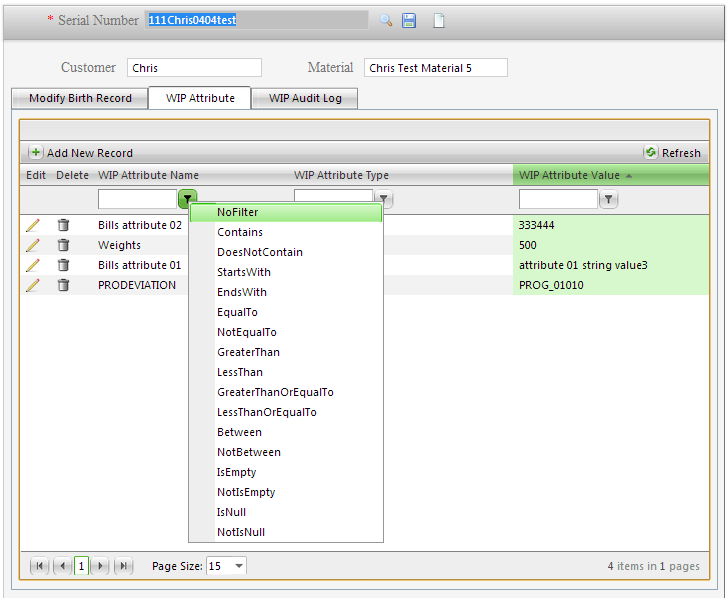 * Serial Number 111Chris0404test
Customer Chris Material Chris Test Material 5
Modify Birth Record WIP Attribute WIP Audit Log
+ Add New Record Refresh
Edit Delete WIP Attribute Name WIP Attribute Type WIP Attribute Value
NoFilter
Bills attribute 02 333444
Contains
Weights 500
DoesNotContain
Bills attribute 01 attribute 01 string value3
StartsWith
PRODEVIATION PROG_01010
EndsWith
EqualTo
NotEqualTo
GreaterThan
LessThan
GreaterThanOrEqualTo
LessThanOrEqualTo
Between
NotBetween
IsEmpty
NotIsEmpty
IsNull
NotIsNull
1 Page Size: 15 4 items in 1 pages